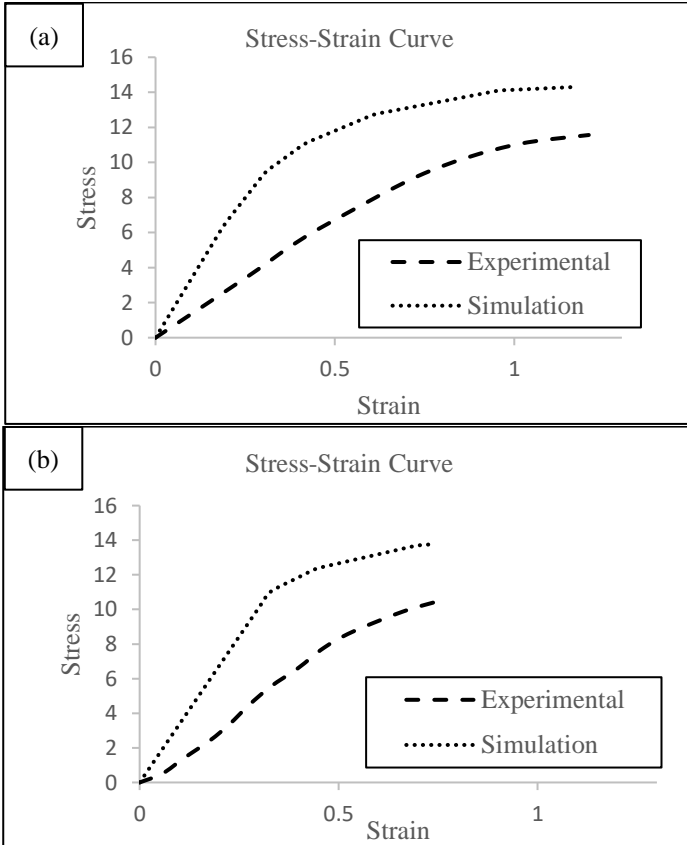 (a)
Stress-Strain Curve
16
14
12
10
8
6
4
2
0
Stress
Experimental
Simulation
0 0.5 1
Strain
(b)
Stress-Strain Curve
16
14
12
10
8
6
4
2
0
Stress
Experimental
Simulation
0 0.5 1
Strain